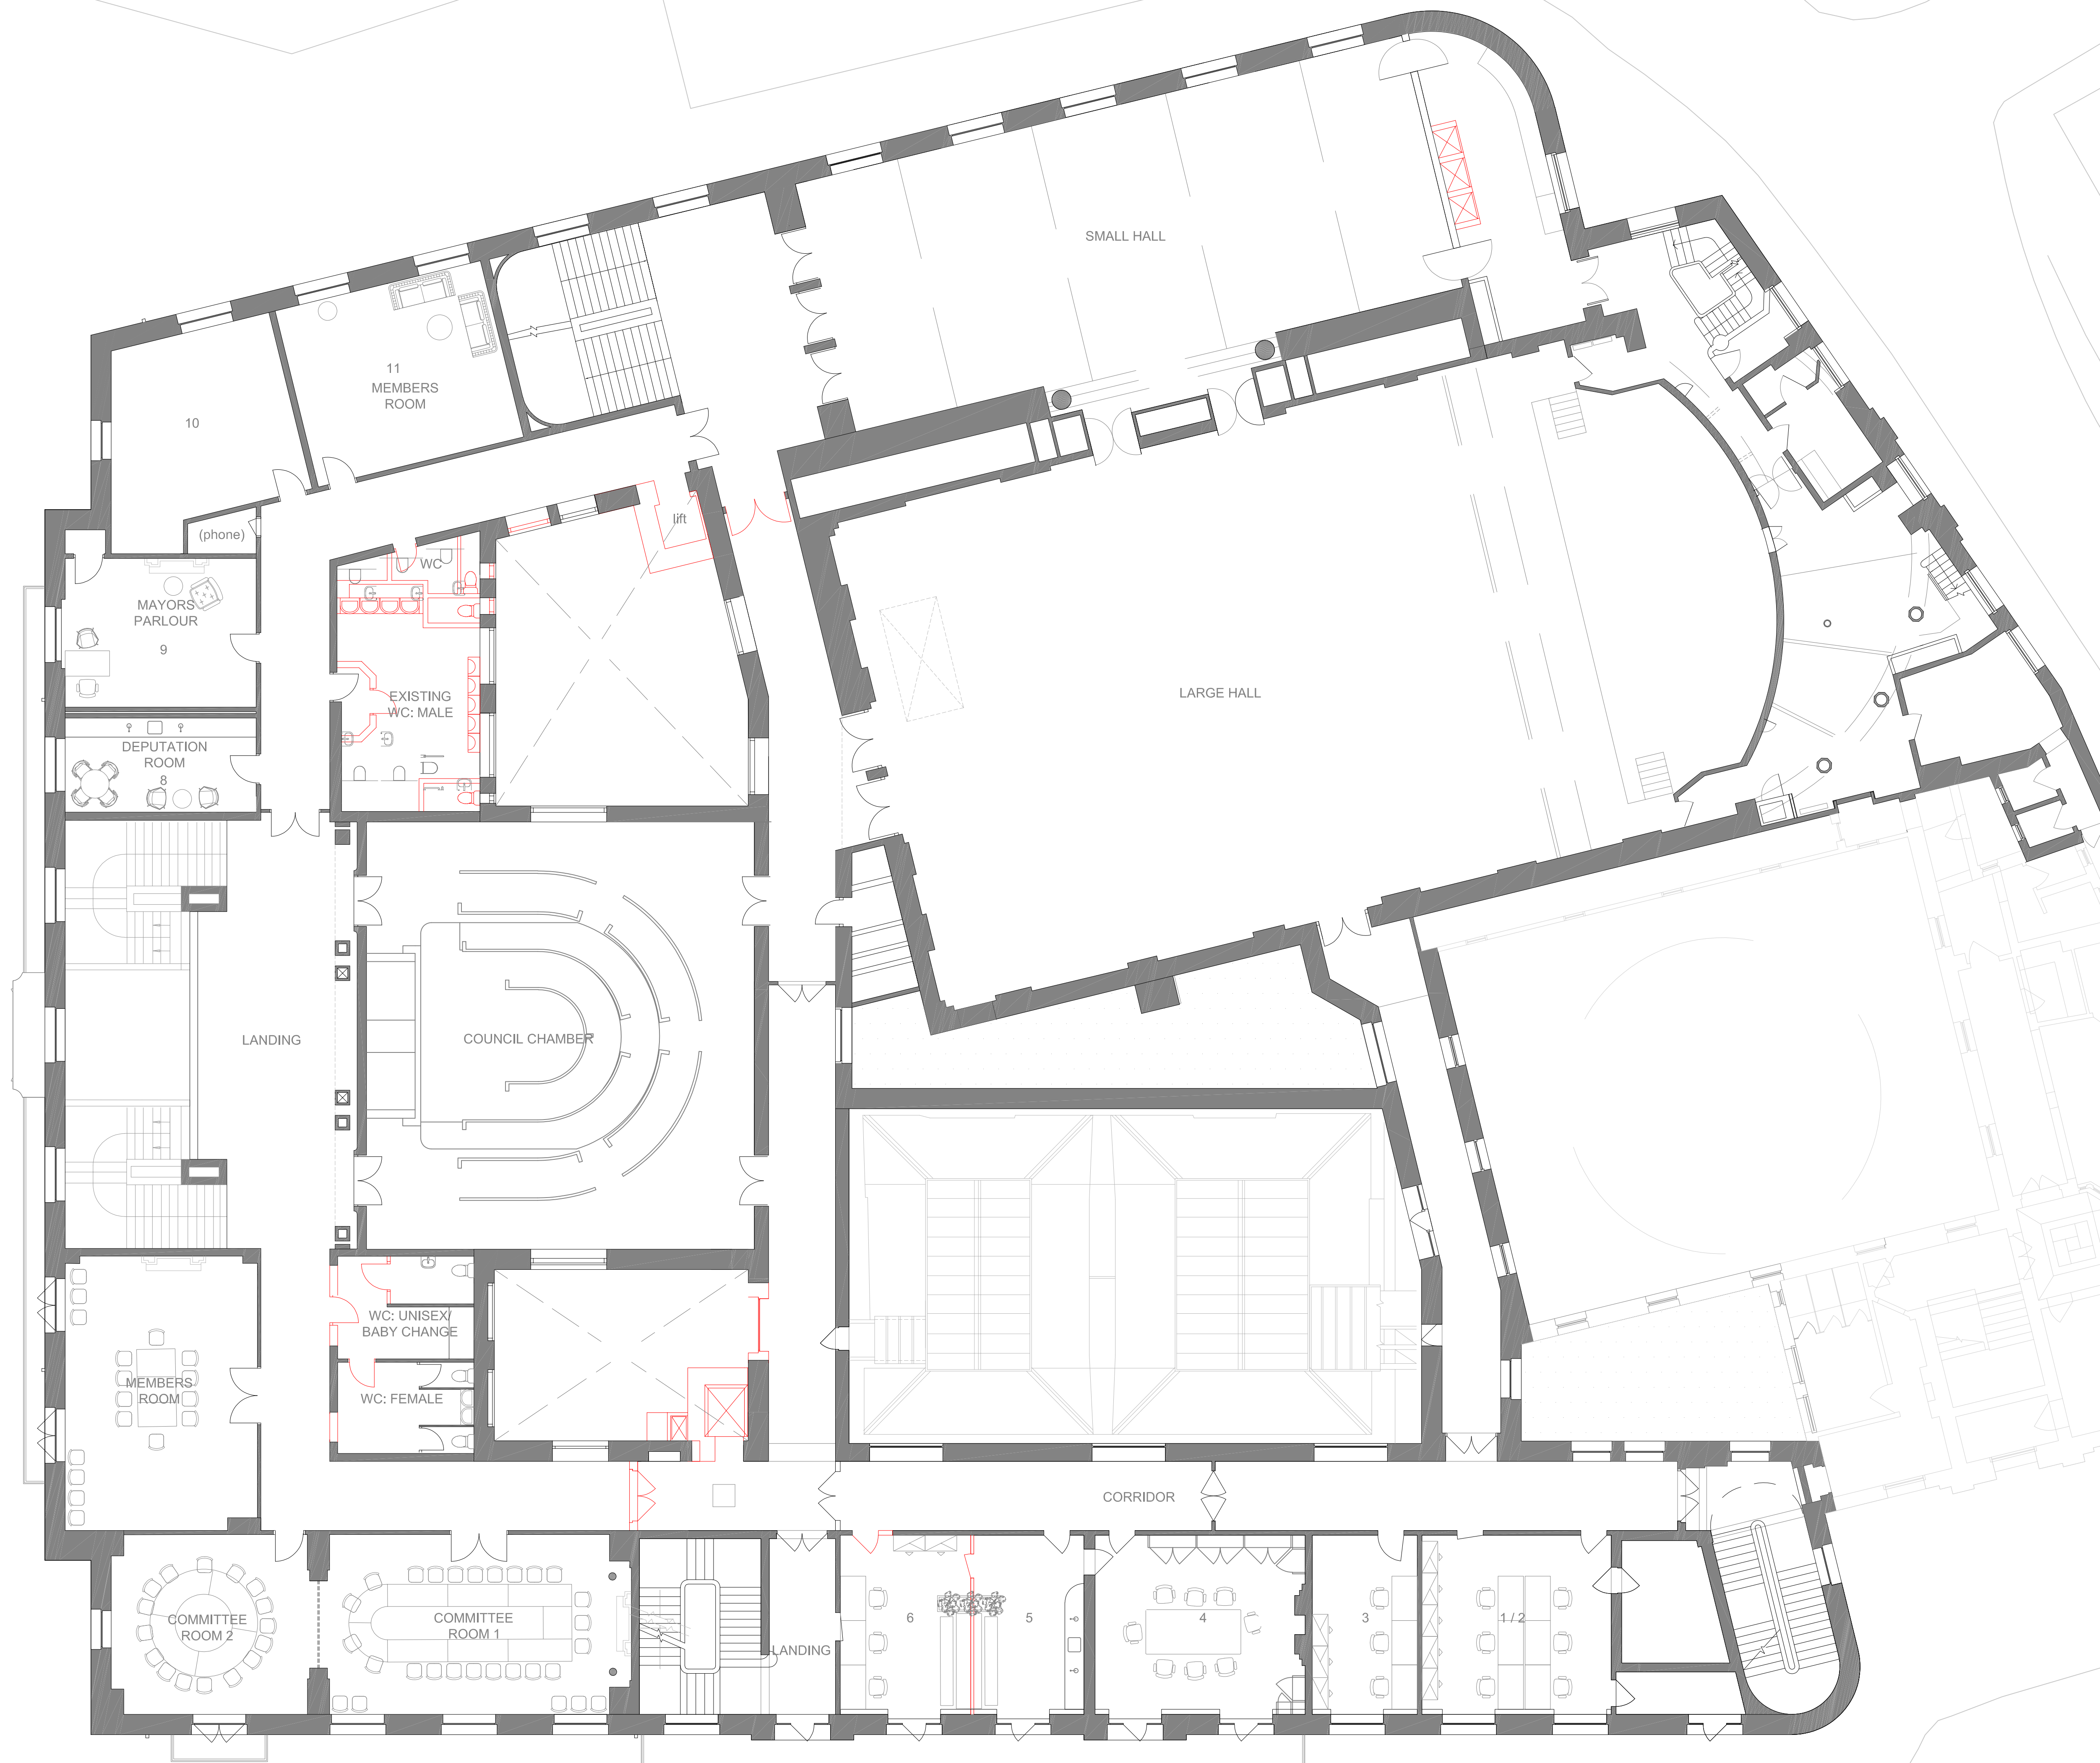 SMALL HALL
11
MEMBERS
ROOM
10
lift
(phone)
WC
MAYORS
PARLOUR
9
EXISTING
WC: MALE
LARGE HALL
DEPUTATION
ROOM
8
LANDING
COUNCIL CHAMBER
WC: UNISEX/
BABY CHANGE
MEMBERS
ROOM
WC: FEMALE
CORRIDOR
COMMITTEE
ROOM 2
COMMITTEE
ROOM 1
LANDING
6
5
4
3
1 / 2